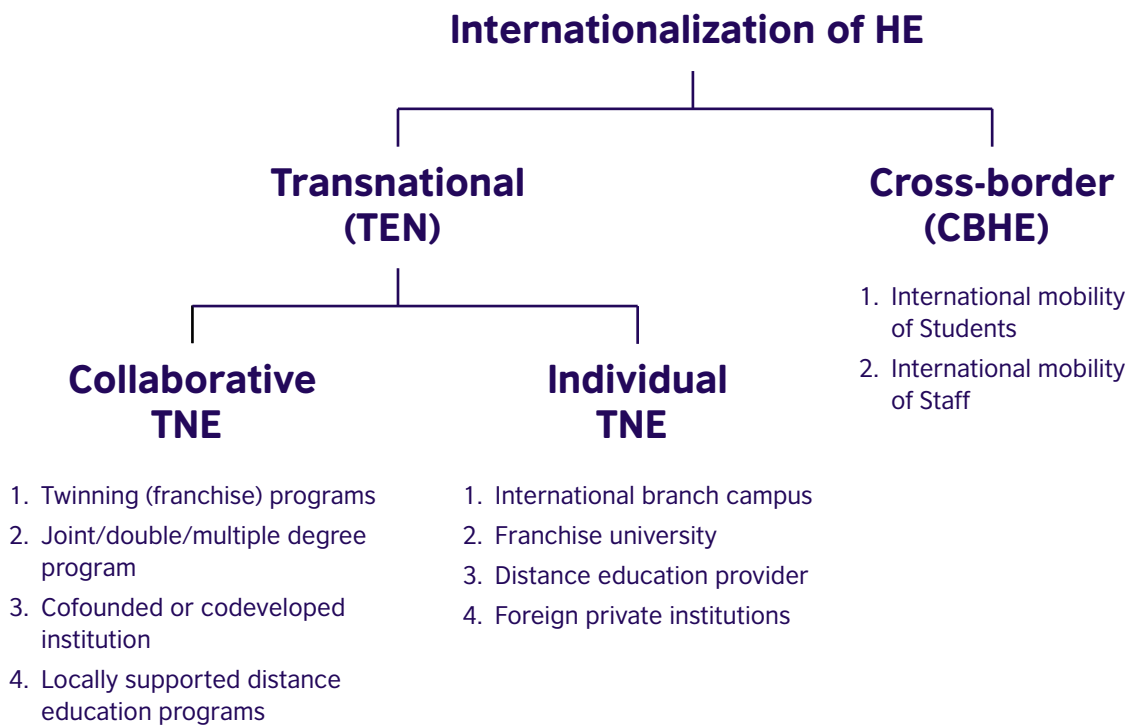 Internationalization of HE
Transnational
(TEN)
Cross-border
(CBHE)
1. International mobility
of Students
2. International mobility
of Staff
Collaborative
TNE
Individual
TNE
1. Twinning (franchise) programs
2. Joint/double/multiple degree
program
3. Cofounded or codeveloped
institution
4. Locally supported distance
education programs
1. International branch campus
2. Franchise university
3. Distance education provider
4. Foreign private institutions